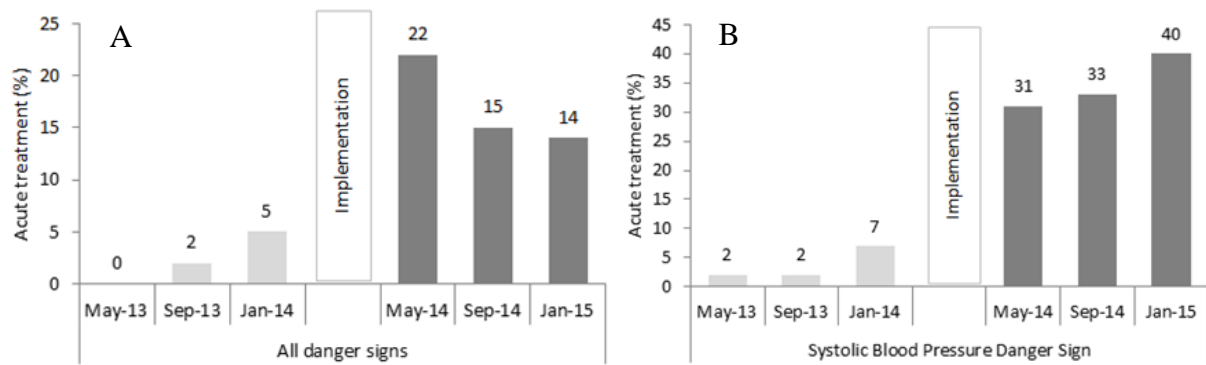 A
Acute treatment (%)
25
20
15
10
5
0
0
2
5
Implementation
22
15
14
May-13 Sep-13 Jan-14 May-14 Sep-14 Jan-15
All danger signs
B
Acute treatment (%)
45
40
35
30
25
20
15
10
5
0
2
2
7
Implementation
31
33
40
May-13 Sep-13 Jan-14 May-14 Sep-14 Jan-15
Systolic Blood Pressure Danger Sign